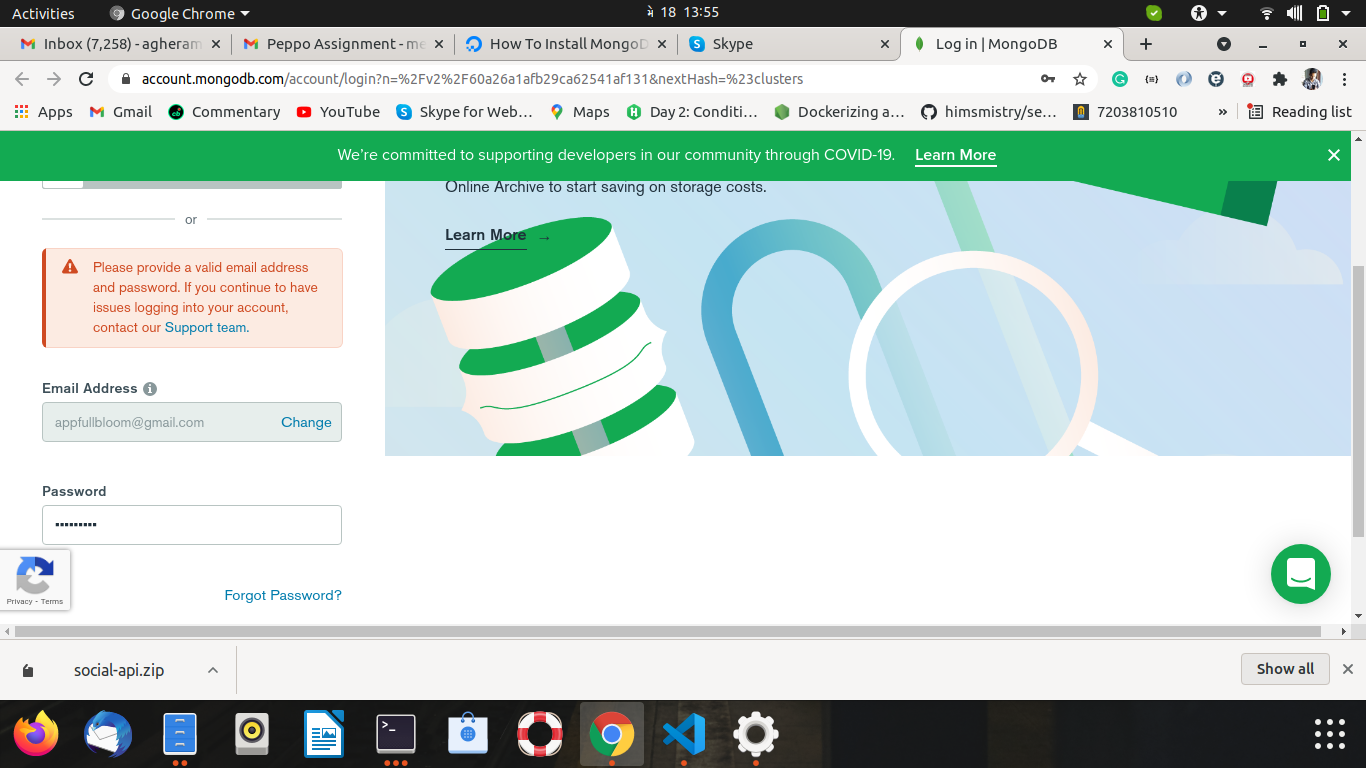 Activities
Google Chrome
મે 18 13:55
Inbox (7,258) - agheram
Peppo Assignment - me
How To Install MongoD
Skype
Log in | MongoDB
account.mongodb.com/account/login?n=%2Fv2%2F60a26a1afb29ca62541af131&nextHash=%23clusters
Apps
Gmail
Commentary
YouTube
Skype for Web…
Maps
Day 2: Conditi…
Dockerizing a…
himsmistry/se…
7203810510
»
Reading list
We’re committed to supporting developers in our community through COVID-19. Learn More
Online Archive to start saving on storage costs.
Learn More →
or
Please provide a valid email address
and password. If you continue to have
issues logging into your account,
contact our Support team.
Email Address
appfullbloom@gmail.com
Change
Password
•••••••••
Privacy - Terms
Forgot Password?
social-api.zip
Show all